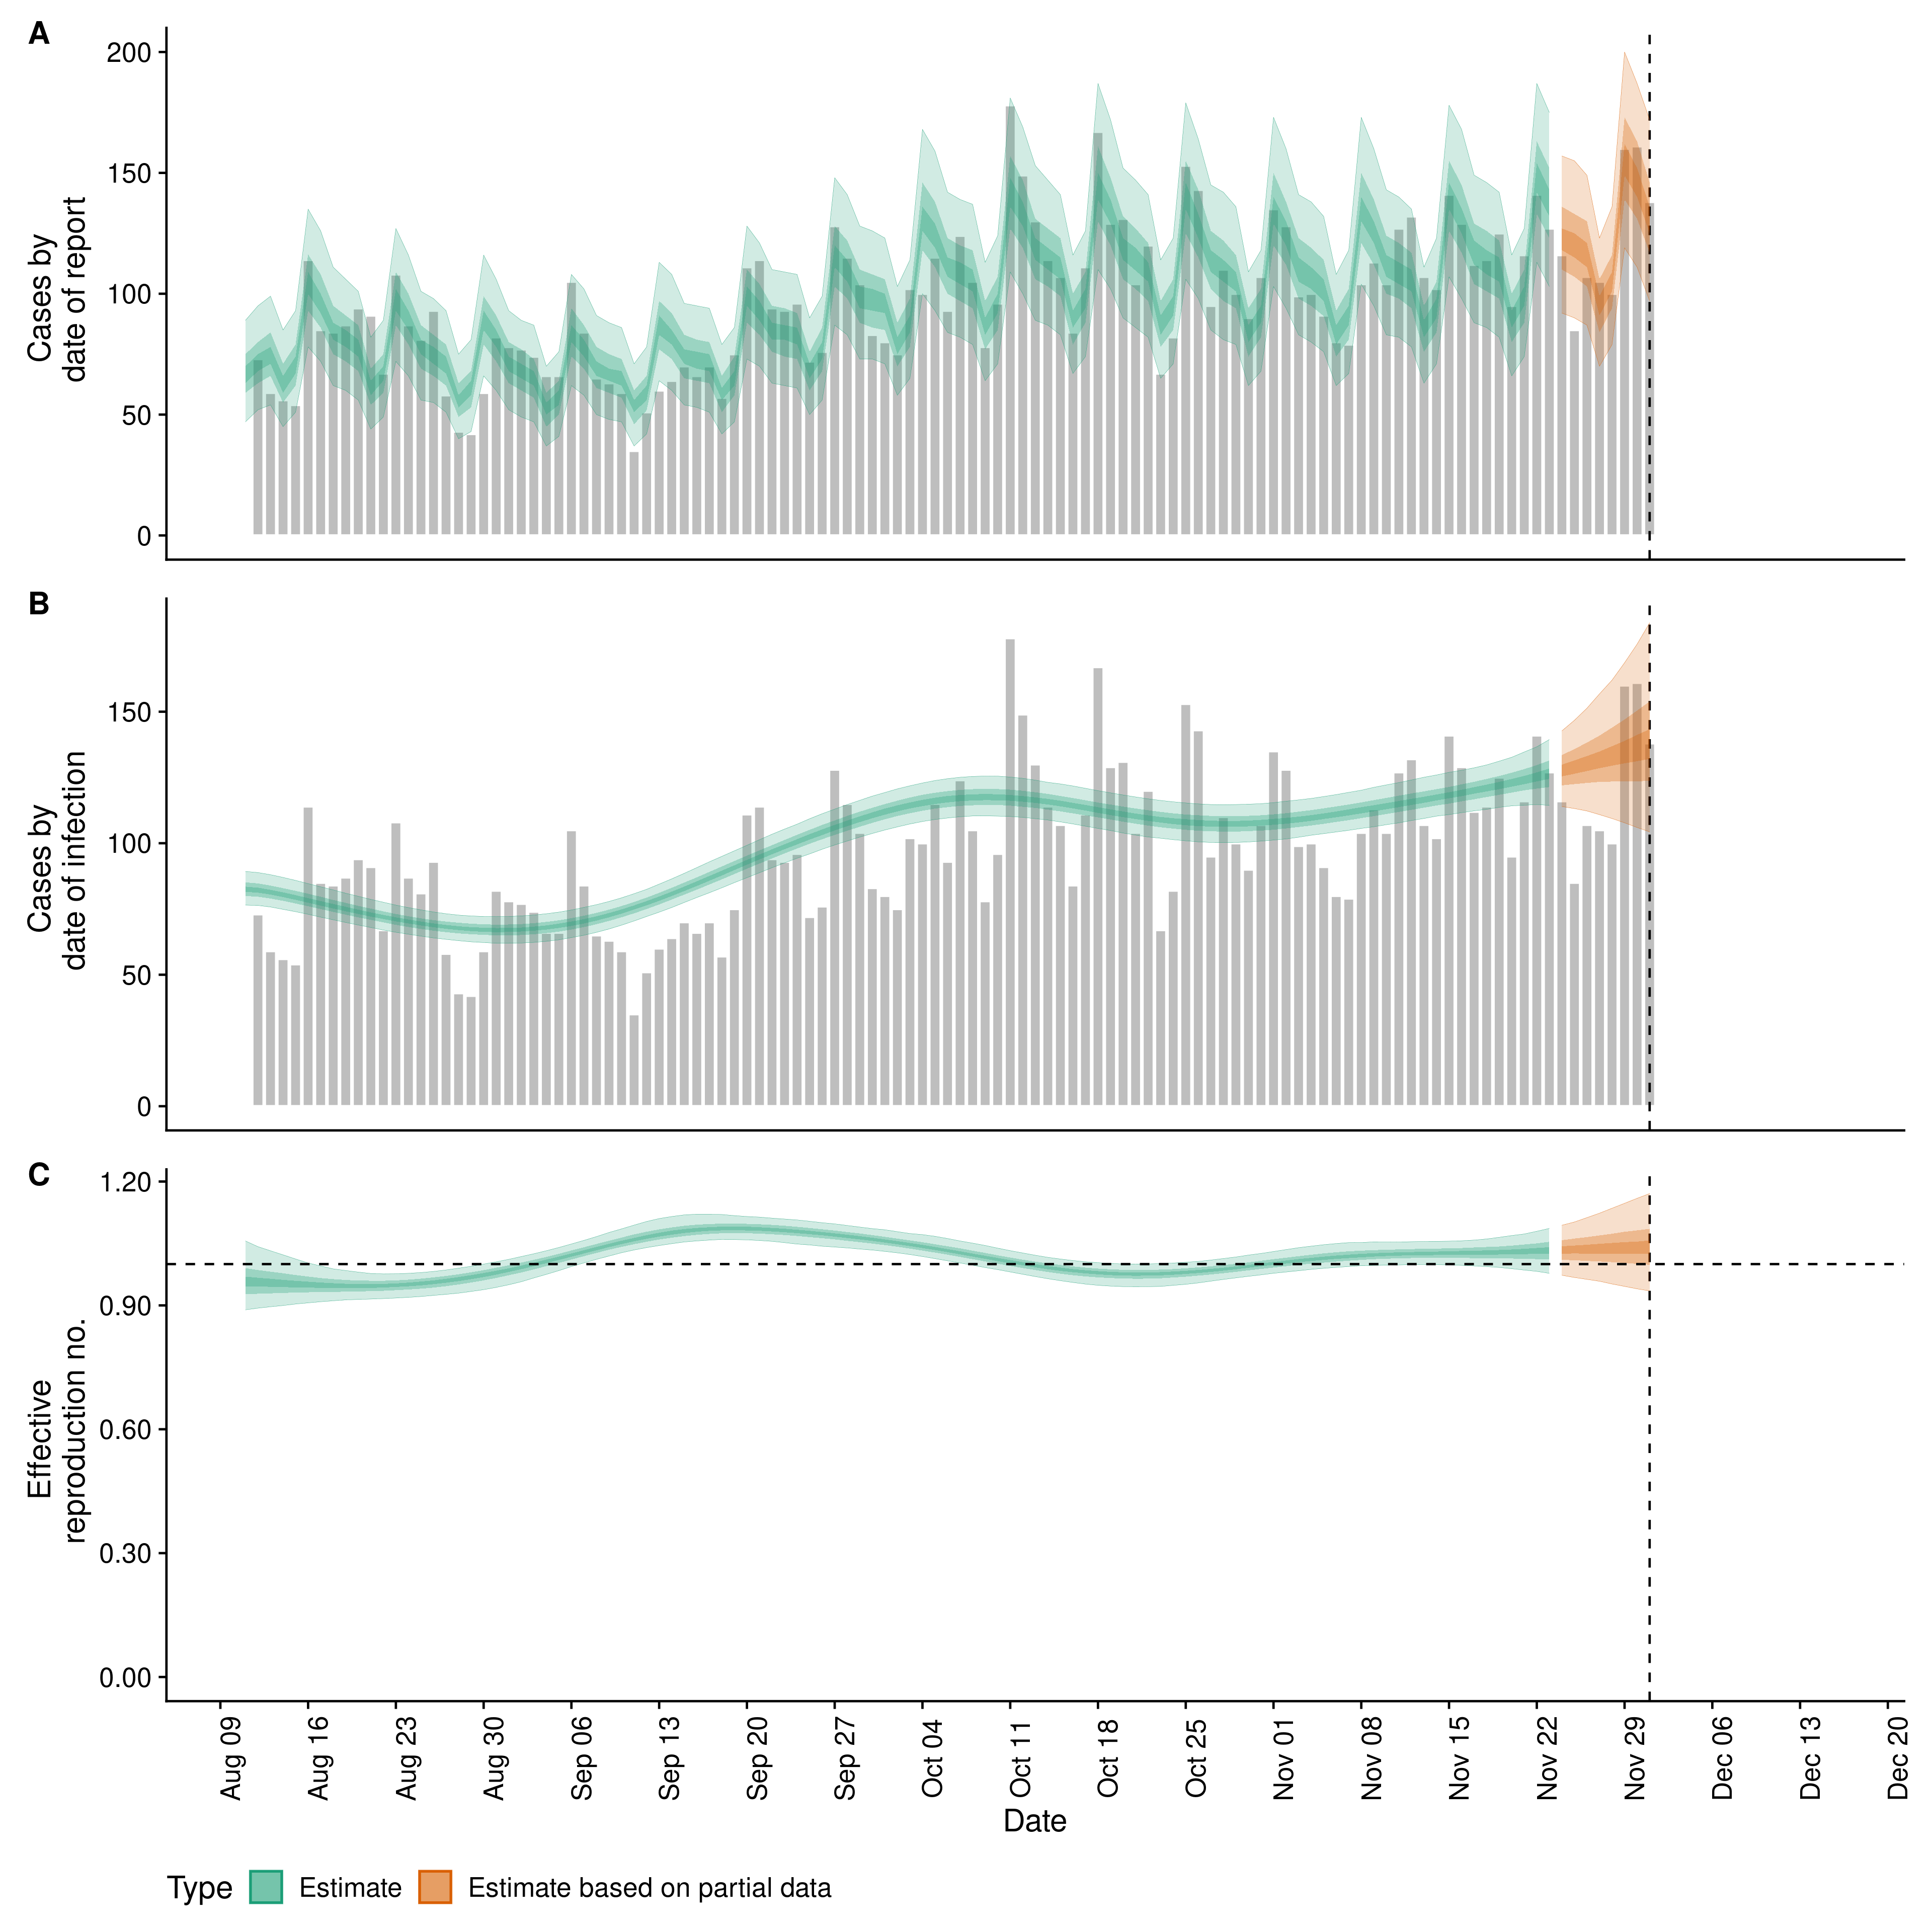 A
Cases by
date of report
200
150
100
50
0
B
Cases by
date of infection
150
100
50
0
C
Effective
reproduction no.
1.20
0.90
0.60
0.30
0.00
Aug 09
Aug 16
Aug 23
Aug 30
Sep 06
Sep 13
Sep 20
Sep 27
Oct 04
Oct 11
Oct 18
Oct 25
Nov 01
Nov 08
Nov 15
Nov 22
Nov 29
Dec 06
Dec 13
Dec 20
Date
Type Estimate Estimate based on partial data